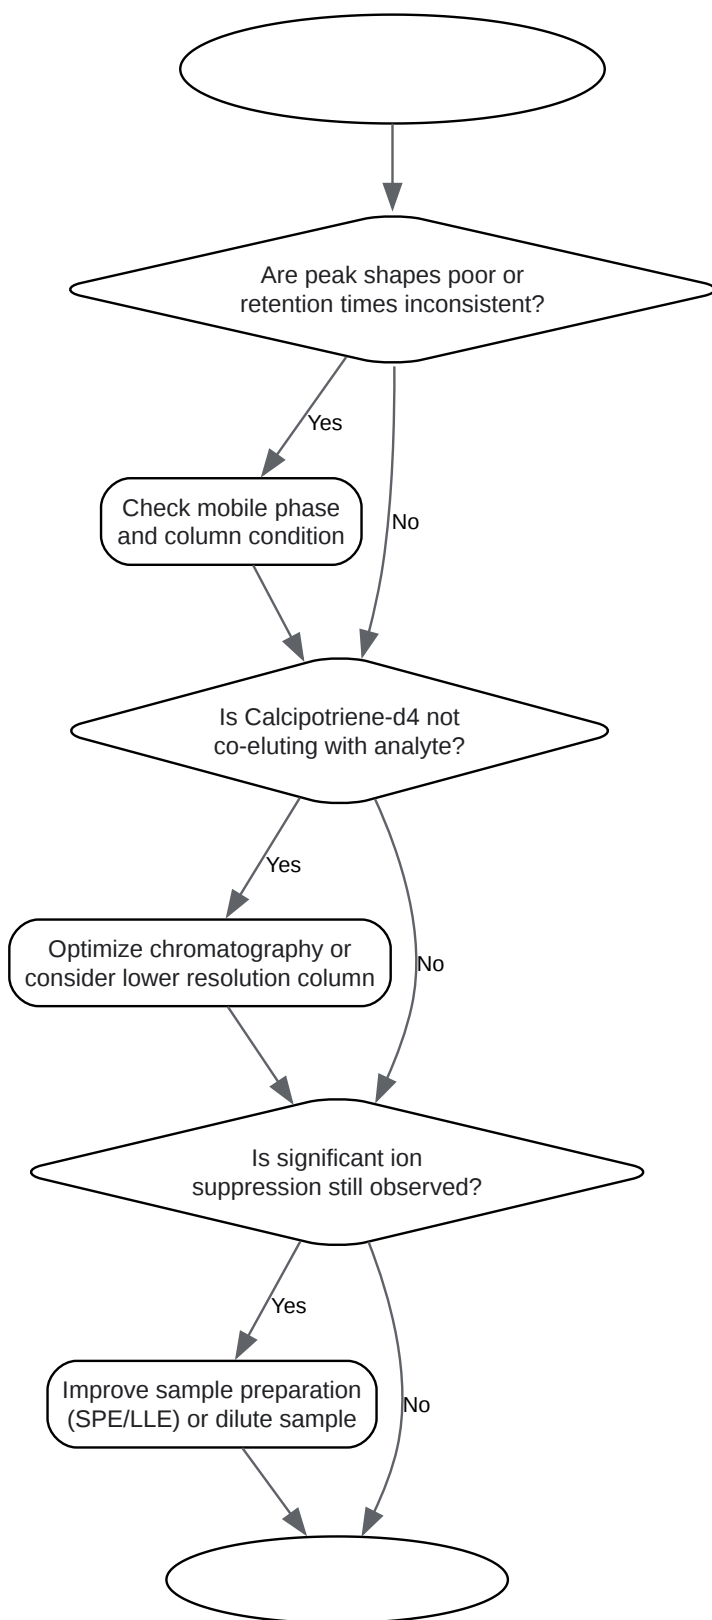 Are peak shapes poor or
retention times inconsistent?
Yes
Check mobile phase
and column condition
No
Is Calcipotriene-d4 not
co-eluting with analyte?
Yes
Optimize chromatography or
consider lower resolution column
No
Is significant ion
suppression still observed?
Yes
Improve sample preparation
(SPE/LLE) or dilute sample
No